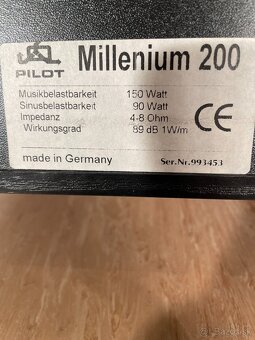 PILOT
Millenium 200
Musikbelastbarkeit 150 Watt
Sinusbelastbarkeit 90 Watt
Impedanz 4-8 Ohm
Wirkungsgrad 89 dB 1W/m
CE
made in Germany
Ser.Nr.993453